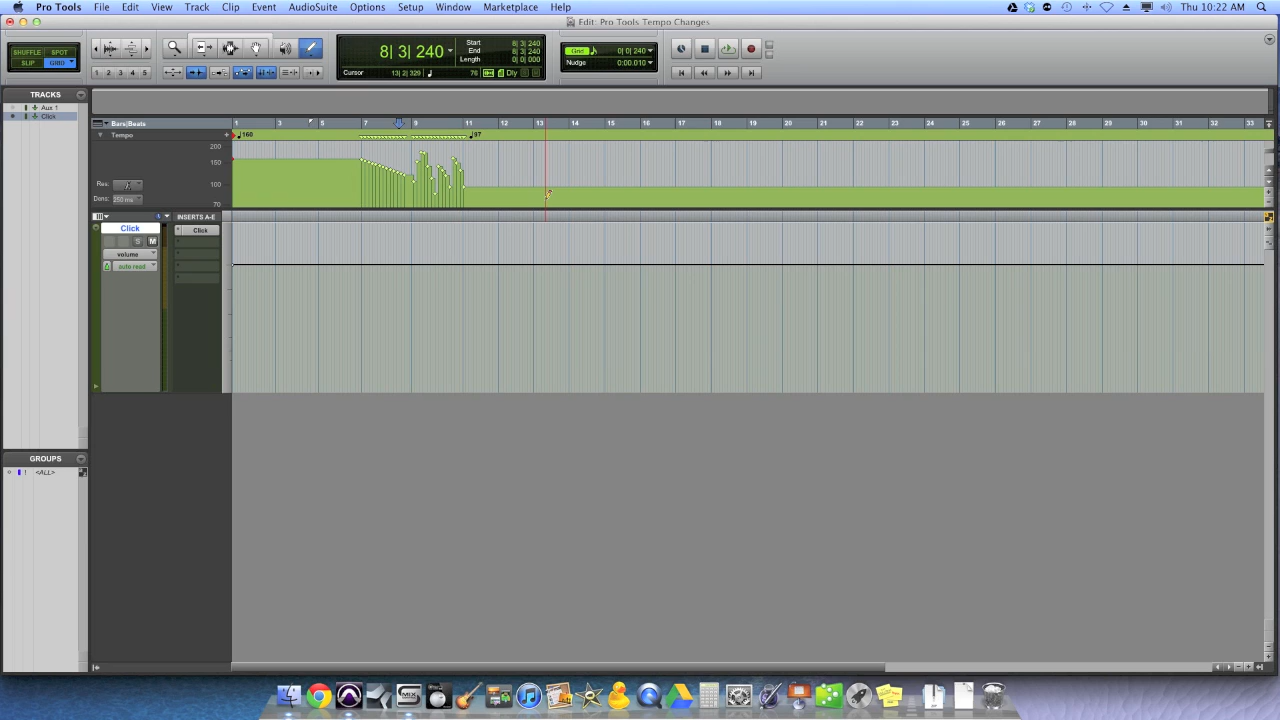 Pro Tools File Edit View Track Clip Event AudioSuite Options Setup Window Marketplace Help Thu 10:22 AM
Edit: Pro Tools Tempo Changes
SHUFFLE SPOT
SLIP GRID
1 2 3 4 5
8| 3| 240
Start 8| 3| 240
End 8| 3| 240
Length 0| 0| 000
Cursor 13| 2| 329 76 Dly
Grid 0| 0| 240
Nudge 0:00.010
TRACKS
Aux 1
Click
Bars|Beats 1 3 5 7 9 11 12 13 14 15 16 17 18 19 20 21 22 23 24 25 26 27 28 29 30 31 32 33
Tempo 160 87
200
150
100
70
Res:
Dens: 250 ms
INSERTS A-E
Click
Click
S M
volume
auto read
GROUPS
! <ALL>
MIX